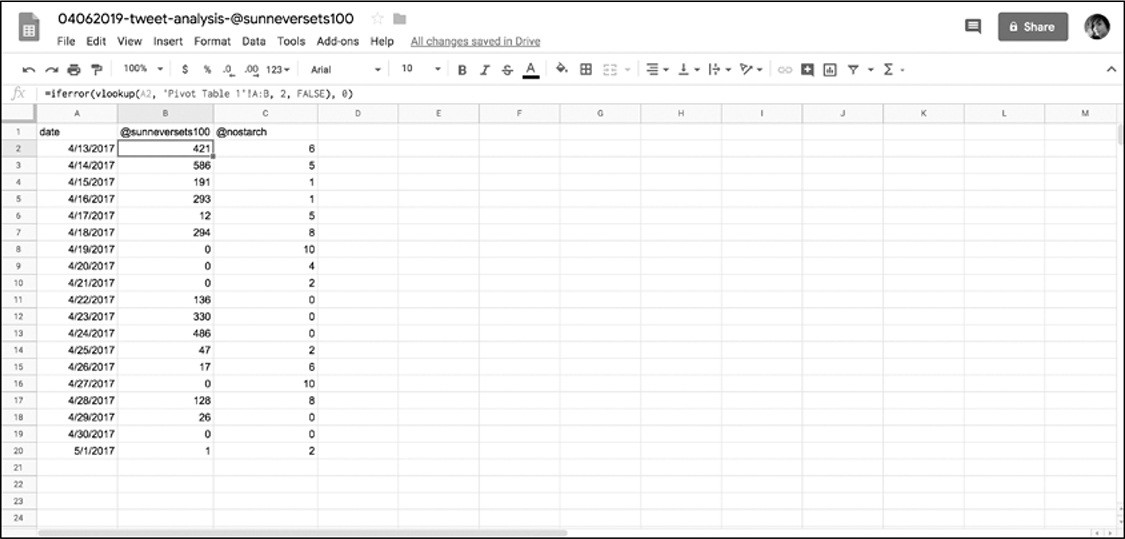 04062019-tweet-analysis-@sunneversets100
File Edit View Insert Format Data Tools Add-ons Help All changes saved in Drive
Share
100% $ % .0 .00 123 Arial 10 B I S A Σ
fx =iferror(vlookup(A2, 'Pivot Table 1'!A:B, 2, FALSE), 0)
A B C D E F G H I J K L M
1 date @sunneversets100 @nostarch
2 4/13/2017 421 6
3 4/14/2017 586 5
4 4/15/2017 191 1
5 4/16/2017 293 1
6 4/17/2017 12 5
7 4/18/2017 294 8
8 4/19/2017 0 10
9 4/20/2017 0 4
10 4/21/2017 0 2
11 4/22/2017 136 0
12 4/23/2017 330 0
13 4/24/2017 486 0
14 4/25/2017 47 2
15 4/26/2017 17 6
16 4/27/2017 0 10
17 4/28/2017 128 8
18 4/29/2017 26 0
19 4/30/2017 0 0
20 5/1/2017 1 2
21
22
23
24